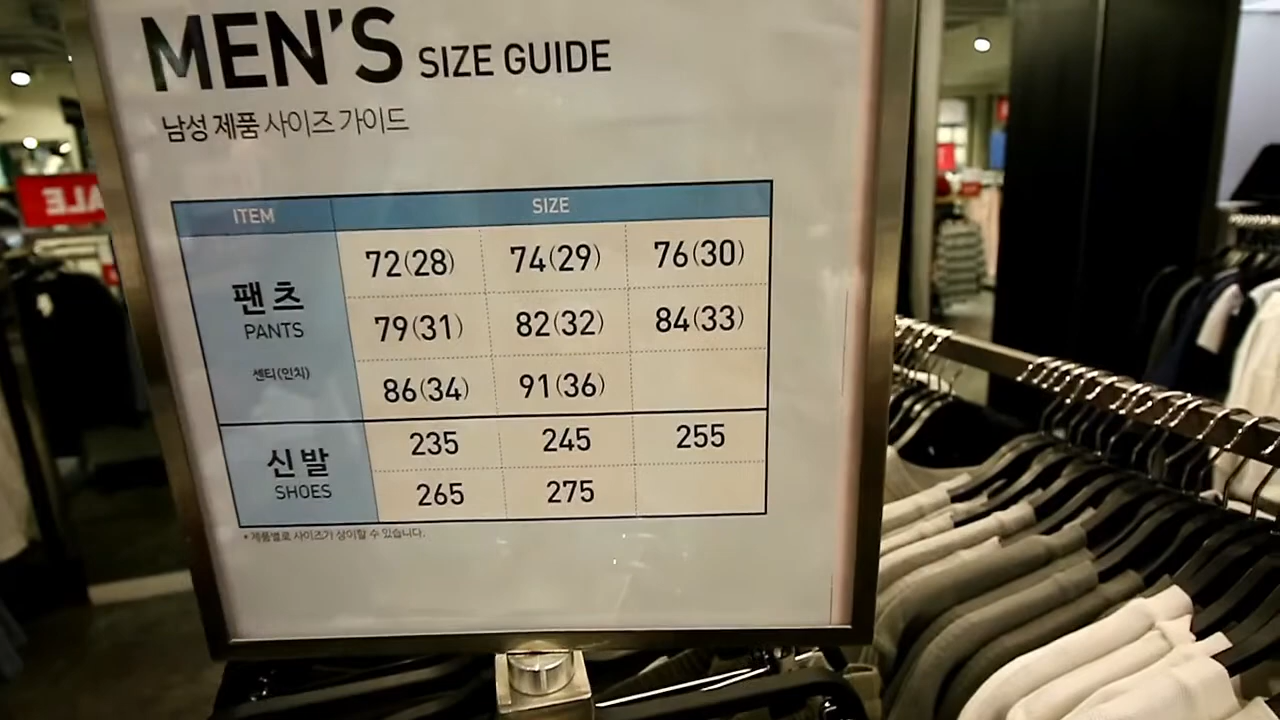 MEN'S SIZE GUIDE
남성 제품 사이즈 가이드
ITEM SIZE
팬츠
PANTS
센티(인치)
72(28) 74(29) 76(30)
79(31) 82(32) 84(33)
86(34) 91(36)
신발
SHOES
235 245 255
265 275
* 제품별로 사이즈가 상이할 수 있습니다.